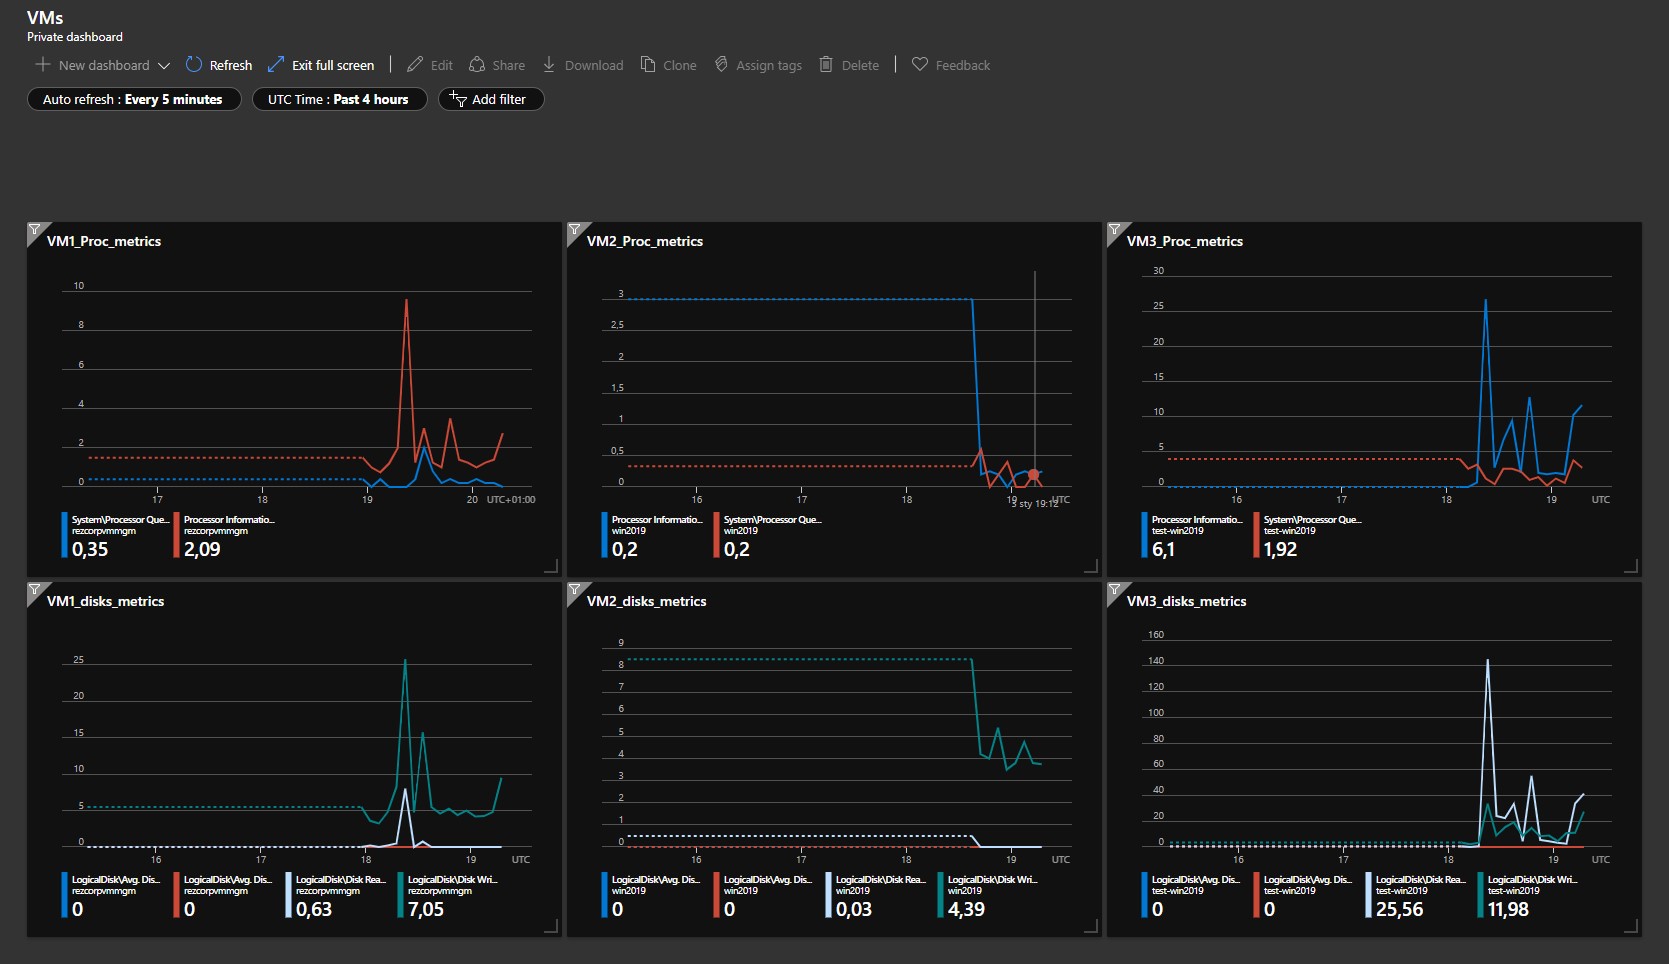 VMs
Private dashboard
New dashboard Refresh Exit full screen Edit Share Download Clone Assign tags Delete Feedback
Auto refresh : Every 5 minutes UTC Time : Past 4 hours Add filter
VM1_Proc_metrics
10
8
6
4
2
0
17 18 19 20 UTC+01:00
System\Processor Que... Processor Informatio...
rezcorpvmmgm rezcorpvmmgm
0,35 2,09
VM2_Proc_metrics
3
2,5
2
1,5
1
0,5
0
16 17 18 19 UTC
3 sty 19:12
Processor Informatio... System\Processor Que...
win2019 win2019
0,2 0,2
VM3_Proc_metrics
30
25
20
15
10
5
0
16 17 18 19 UTC
Processor Informatio... System\Processor Que...
test-win2019 test-win2019
6,1 1,92
VM1_disks_metrics
25
20
15
10
5
0
16 17 18 19 UTC
LogicalDisk\Avg. Dis... LogicalDisk\Avg. Dis... LogicalDisk\Disk Rea... LogicalDisk\Disk Wri...
rezcorpvmmgm rezcorpvmmgm rezcorpvmmgm rezcorpvmmgm
0 0 0,63 7,05
VM2_disks_metrics
9
8
7
6
5
4
3
2
1
0
16 17 18 19 UTC
LogicalDisk\Avg. Dis... LogicalDisk\Avg. Dis... LogicalDisk\Disk Rea... LogicalDisk\Disk Wri...
win2019 win2019 win2019 win2019
0 0 0,03 4,39
VM3_disks_metrics
160
140
120
100
80
60
40
20
0
16 17 18 19 UTC
LogicalDisk\Avg. Dis... LogicalDisk\Avg. Dis... LogicalDisk\Disk Rea... LogicalDisk\Disk Wri...
test-win2019 test-win2019 test-win2019 test-win2019
0 0 25,56 11,98